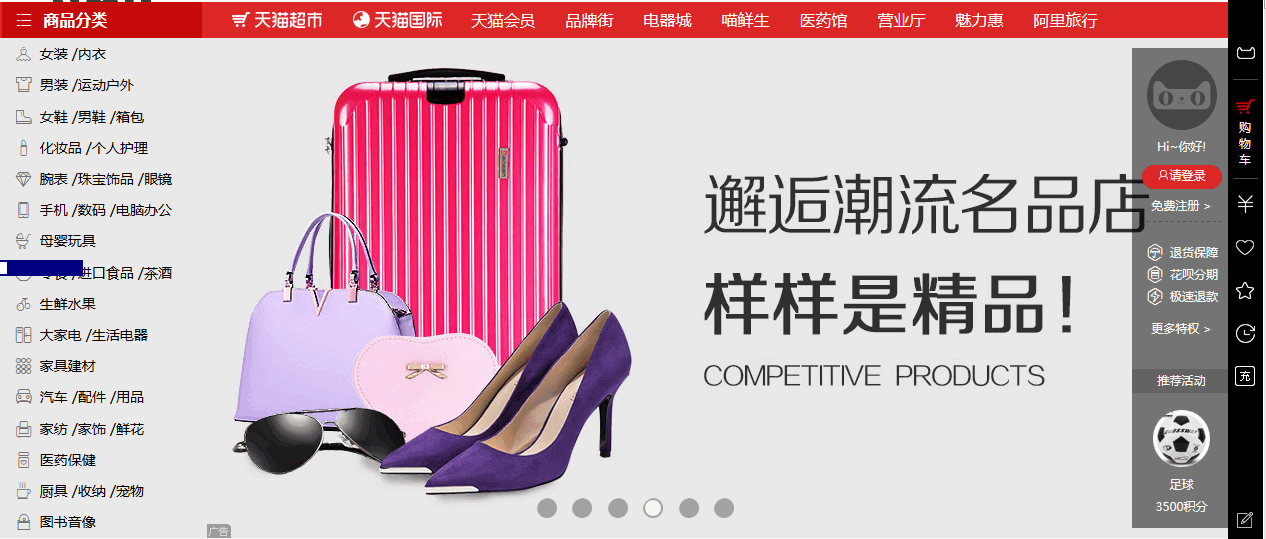 商品分类
天猫超市 天猫国际 天猫会员 品牌街 电器城 喵鲜生 医药馆 营业厅 魅力惠 阿里旅行
女装 /内衣
男装 /运动户外
女鞋 /男鞋 /箱包
化妆品 /个人护理
腕表 /珠宝饰品 /眼镜
手机 /数码 /电脑办公
母婴玩具
/进口食品 /茶酒
生鲜水果
大家电 /生活电器
家具建材
汽车 /配件 /用品
家纺 /家饰 /鲜花
医药保健
厨具 /收纳 /宠物
图书音像
邂逅潮流名品店
样样是精品!
COMPETITIVE PRODUCTS
广告
Hi~你好!
请登录
免费注册 >
退货保障
花呗分期
极速退款
更多特权 >
推荐活动
足球
3500积分
购物车
充